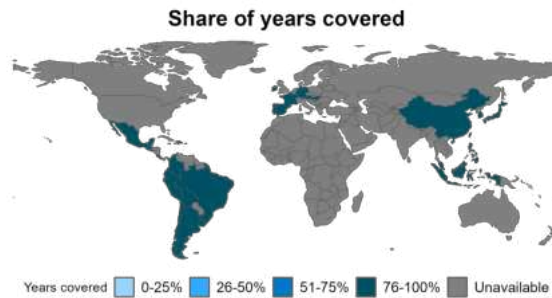 Share of years covered
Years covered 0-25% 26-50% 51-75% 76-100% Unavailable